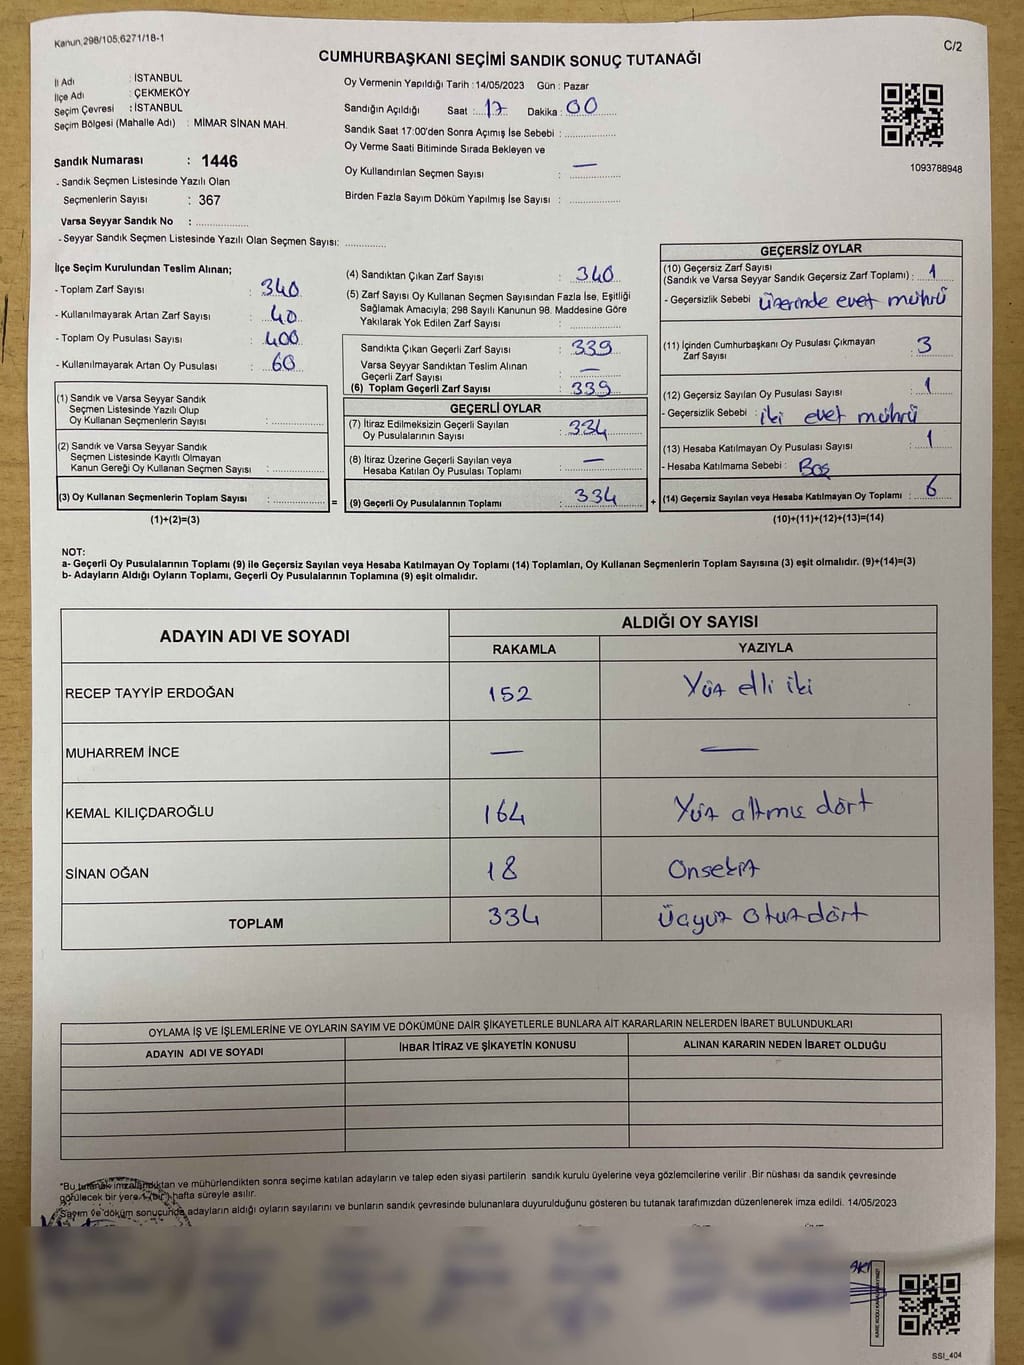 Kanun,298/105;6271/18-1
C/2
CUMHURBAŞKANI SEÇİMİ SANDIK SONUÇ TUTANAĞI
İl Adı : İSTANBUL
İlçe Adı : ÇEKMEKÖY
Seçim Çevresi : İSTANBUL
Seçim Bölgesi (Mahalle Adı) : MİMAR SİNAN MAH.
Sandık Numarası : 1446
- Sandık Seçmen Listesinde Yazılı Olan
Seçmenlerin Sayısı : 367
Varsa Seyyar Sandık No :
- Seyyar Sandık Seçmen Listesinde Yazılı Olan Seçmen Sayısı:
Oy Vermenin Yapıldığı Tarih : 14/05/2023 Gün : Pazar
Sandığın Açıldığı Saat : 17 Dakika : 00
Sandık Saat 17:00'den Sonra Açımış İse Sebebi :
Oy Verme Saati Bitiminde Sırada Bekleyen ve
Oy Kullandırılan Seçmen Sayısı : —
Birden Fazla Sayım Döküm Yapılmış İse Sayısı :
1093788948
İlçe Seçim Kurulundan Teslim Alınan;
- Toplam Zarf Sayısı : 340
- Kullanılmayarak Artan Zarf Sayısı : 40
- Toplam Oy Pusulası Sayısı : 400
- Kullanılmayarak Artan Oy Pusulası : 60
(1) Sandık ve Varsa Seyyar Sandık
Seçmen Listesinde Yazılı Olup
Oy Kullanan Seçmenlerin Sayısı :
(2) Sandık ve Varsa Seyyar Sandık
Seçmen Listesinde Kayıtlı Olmayan
Kanun Gereği Oy Kullanan Seçmen Sayısı :
(3) Oy Kullanan Seçmenlerin Toplam Sayısı :
(1)+(2)=(3)
=
(4) Sandıktan Çıkan Zarf Sayısı : 340
(5) Zarf Sayısı Oy Kullanan Seçmen Sayısından Fazla İse, Eşitliği
Sağlamak Amacıyla; 298 Sayılı Kanunun 98. Maddesine Göre
Yakılarak Yok Edilen Zarf Sayısı :
Sandıkta Çıkan Geçerli Zarf Sayısı : 339
Varsa Seyyar Sandıktan Teslim Alınan
Geçerli Zarf Sayısı : —
(6) Toplam Geçerli Zarf Sayısı : 339
GEÇERLİ OYLAR
(7) İtiraz Edilmeksizin Geçerli Sayılan
Oy Pusulalarının Sayısı : 334
(8) İtiraz Üzerine Geçerli Sayılan veya
Hesaba Katılan Oy Pusulası Toplamı : —
(9) Geçerli Oy Pusulalarının Toplamı : 334
+
GEÇERSİZ OYLAR
(10) Geçersiz Zarf Sayısı
(Sandık ve Varsa Seyyar Sandık Geçersiz Zarf Toplamı) : 1
- Geçersizlik Sebebi : üzerinde evet mührü
(11) İçinden Cumhurbaşkanı Oy Pusulası Çıkmayan
Zarf Sayısı : 3
(12) Geçersiz Sayılan Oy Pusulası Sayısı : 1
- Geçersizlik Sebebi : iki evet mührü
(13) Hesaba Katılmayan Oy Pusulası Sayısı : 1
- Hesaba Katılmama Sebebi : Boş
(14) Geçersiz Sayılan veya Hesaba Katılmayan Oy Toplamı : 6
(10)+(11)+(12)+(13)=(14)
NOT:
a- Geçerli Oy Pusulalarının Toplamı (9) ile Geçersiz Sayılan veya Hesaba Katılmayan Oy Toplamı (14) Toplamları, Oy Kullanan Seçmenlerin Toplam Sayısına (3) eşit olmalıdır. (9)+(14)=(3)
b- Adayların Aldığı Oyların Toplamı, Geçerli Oy Pusulalarının Toplamına (9) eşit olmalıdır.
ADAYIN ADI VE SOYADI
ALDIĞI OY SAYISI
RAKAMLA YAZIYLA
RECEP TAYYİP ERDOĞAN 152 Yüz elli iki
MUHARREM İNCE — —
KEMAL KILIÇDAROĞLU 164 Yüz altmış dört
SİNAN OĞAN 18 Onsekiz
TOPLAM 334 Üçyüz otuzdört
OYLAMA İŞ VE İŞLEMLERİNE VE OYLARIN SAYIM VE DÖKÜMÜNE DAİR ŞİKAYETLERLE BUNLARA AİT KARARLARIN NELERDEN İBARET BULUNDUKLARI
ADAYIN ADI VE SOYADI İHBAR İTİRAZ VE ŞİKAYETİN KONUSU ALINAN KARARIN NEDEN İBARET OLDUĞU
*Bu tutanak imzalandıktan ve mühürlendikten sonra seçime katılan adayların ve talep eden siyasi partilerin sandık kurulu üyelerine veya gözlemcilerine verilir .Bir nüshası da sandık çevresinde
görülecek bir yere 1 (bir) hafta süreyle asılır.
Sayım ve döküm sonucunda adayların aldığı oyların sayılarını ve bunların sandık çevresinde bulunanlara duyurulduğunu gösteren bu tutanak tarafımızdan düzenlenerek imza edildi. 14/05/2023
SSI_404